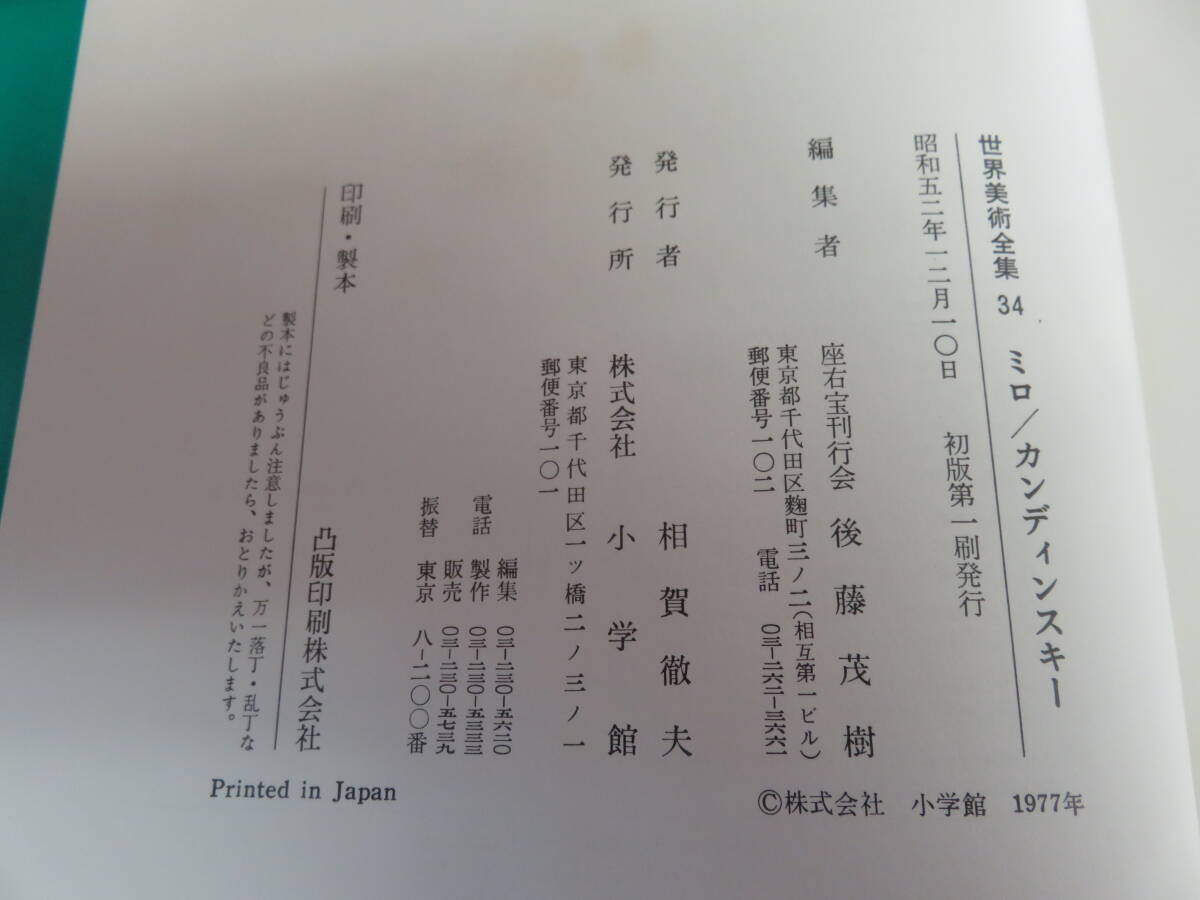 世界美術全集 34 ミロ/カンディンスキー
昭和五二年一二月一〇日 初版第一刷発行
編集者 座右宝刊行会 後藤茂樹
東京都千代田区麴町三ノ二(相互第一ビル)
郵便番号一〇二 電話 〇三-二六二-三六六一
発行者 相賀徹夫
発行所 株式会社 小学館
東京都千代田区一ツ橋二ノ三ノ一
郵便番号一〇一
編集 〇三-二三〇-五六二〇
電話 製作 〇三-二三〇-五三三三
販売 〇三-二三〇-五七三九
振替 東京 八-二〇〇番
印刷・製本 凸版印刷株式会社
製本にはじゅうぶん注意しましたが、万一落丁・乱丁な
どの不良品がありましたら、おとりかえいたします。
©株式会社 小学館 1977年
Printed in Japan